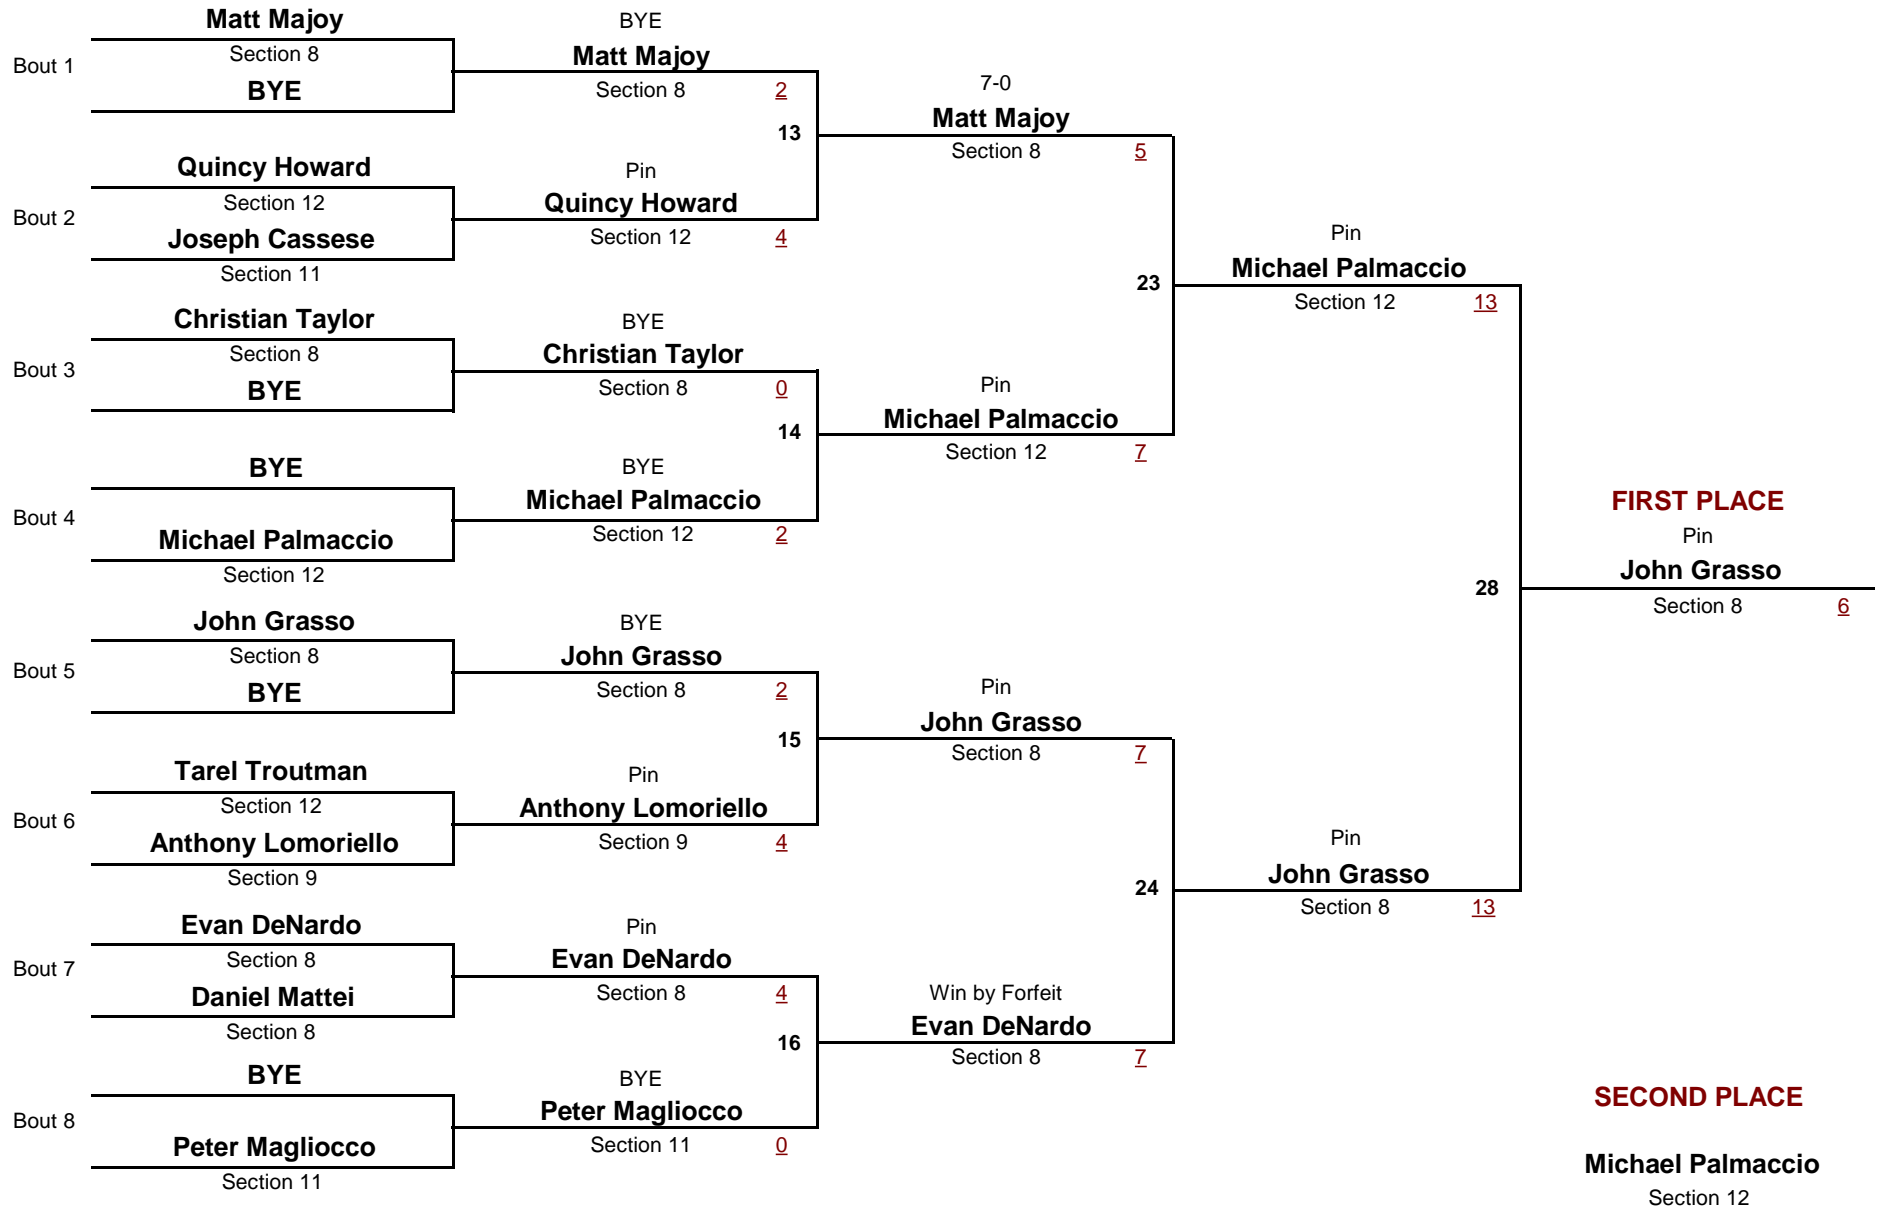 Matt Majoy
Bout 1
Section 8
BYE
Quincy Howard
Section 12
Bout 2
Joseph Cassese
Section 11
Christian Taylor
Section 8
Bout 3
BYE
BYE
Bout 4
Michael Palmaccio
Section 12
John Grasso
Section 8
Bout 5
BYE
Tarel Troutman
Section 12
Bout 6
Anthony Lomoriello
Section 9
Evan DeNardo
Section 8
Bout 7
Daniel Mattei
Section 8
BYE
Bout 8
Peter Magliocco
Section 11
BYE
Matt Majoy
Section 8 2
13
Pin
Quincy Howard
Section 12 4
BYE
Christian Taylor
Section 8 0
14
BYE
Michael Palmaccio
Section 12 2
BYE
John Grasso
Section 8 2
15
Pin
Anthony Lomoriello
Section 9 4
Pin
Evan DeNardo
Section 8 4
16
BYE
Peter Magliocco
Section 11 0
7-0
Matt Majoy
Section 8 5
23
Pin
Michael Palmaccio
Section 12 7
Pin
John Grasso
Section 8 7
24
Win by Forfeit
Evan DeNardo
Section 8 7
Pin
Michael Palmaccio
Section 12 13
28
Pin
John Grasso
Section 8 13
FIRST PLACE
Pin
John Grasso
Section 8 6
SECOND PLACE
Michael Palmaccio
Section 12